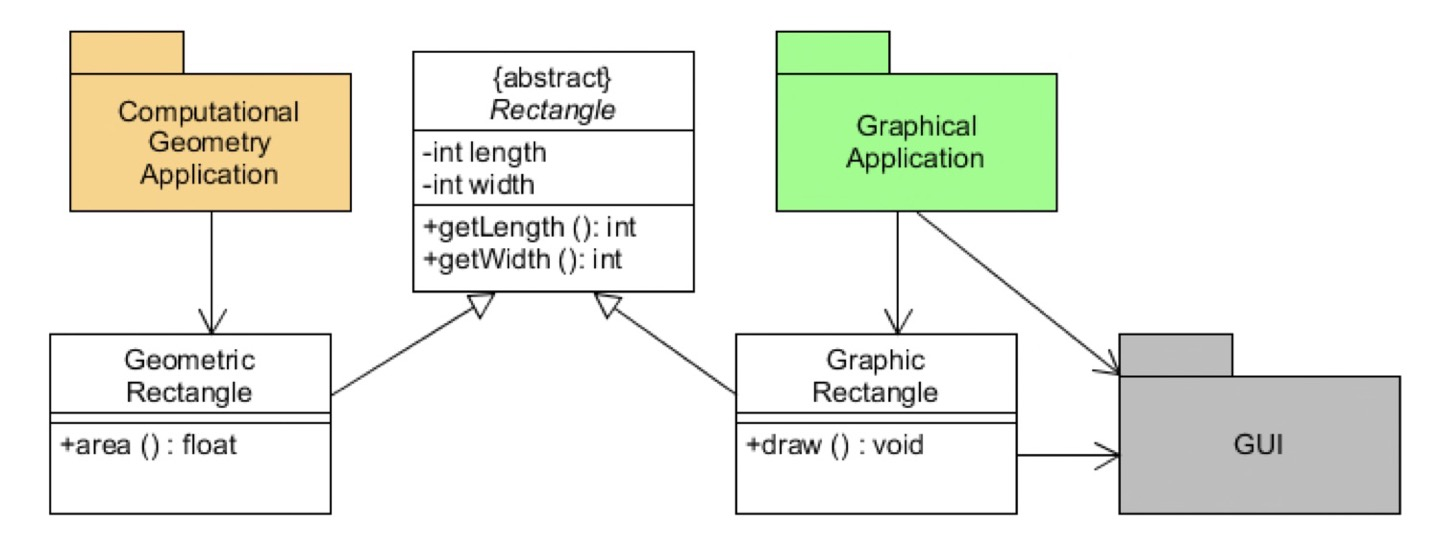 Computational
Geometry
Application
{abstract}
Rectangle
-int length
-int width
+getLength (): int
+getWidth (): int
Graphical
Application
Geometric
Rectangle
+area () : float
Graphic
Rectangle
+draw () : void
GUI